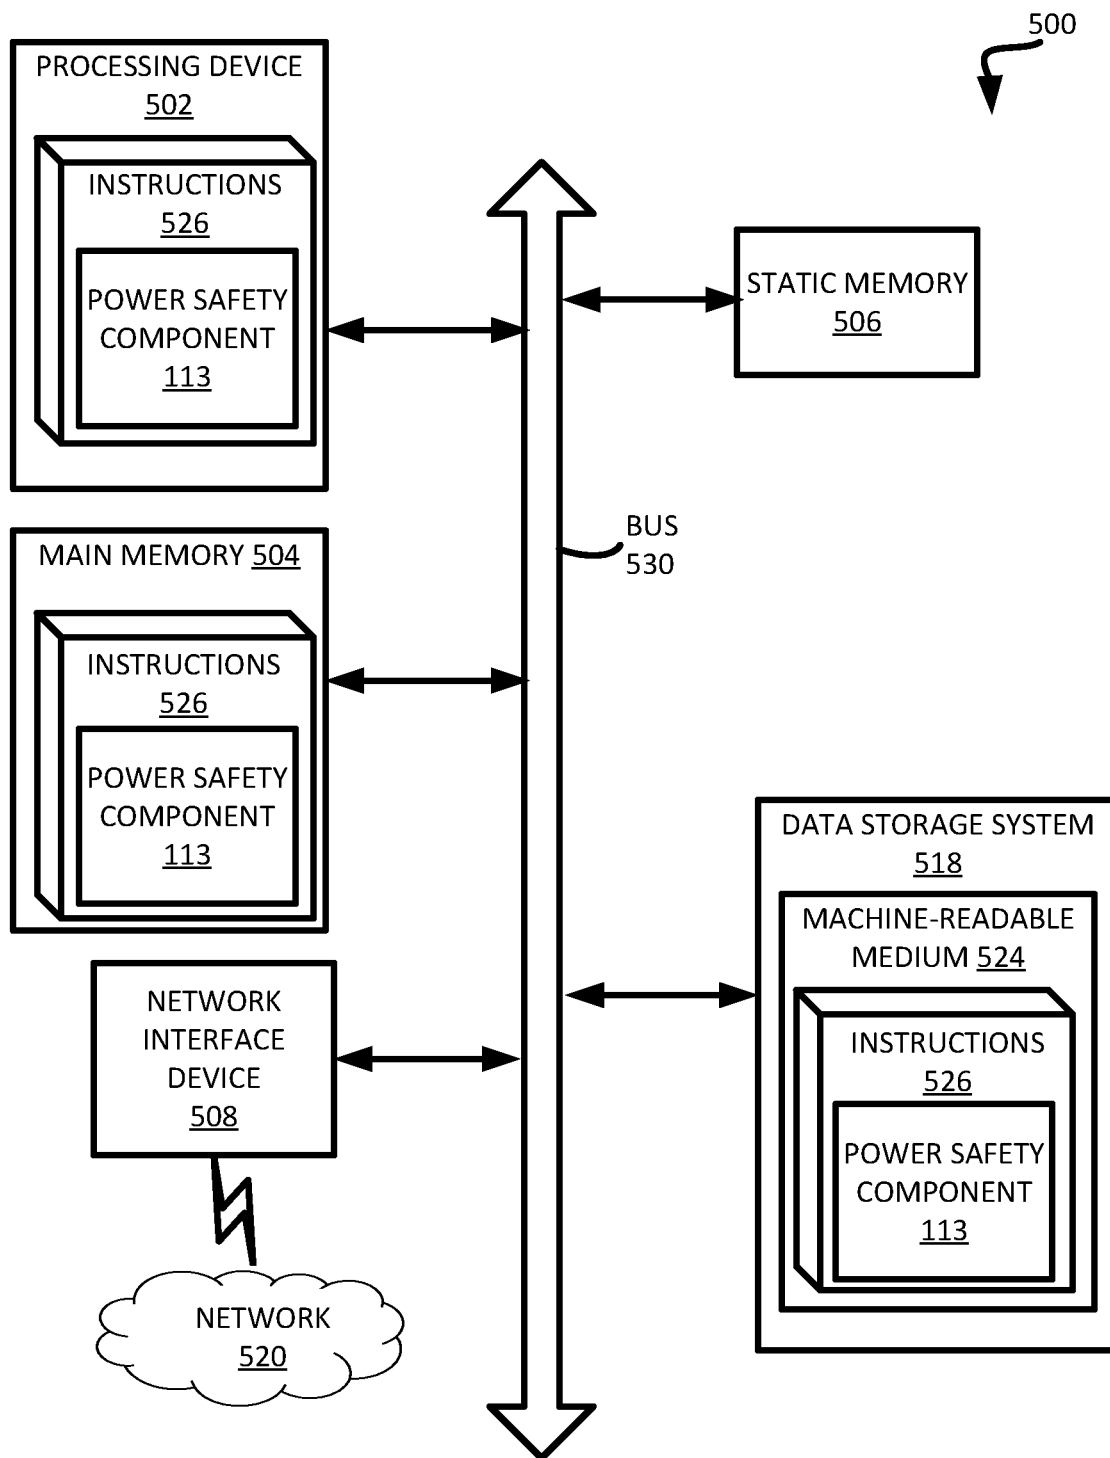 500
PROCESSING DEVICE
502
INSTRUCTIONS
526
POWER SAFETY
COMPONENT
113
STATIC MEMORY
506
BUS
530
MAIN MEMORY 504
INSTRUCTIONS
526
POWER SAFETY
COMPONENT
113
DATA STORAGE SYSTEM
518
MACHINE-READABLE
MEDIUM 524
INSTRUCTIONS
526
POWER SAFETY
COMPONENT
113
NETWORK
INTERFACE
DEVICE
508
NETWORK
520